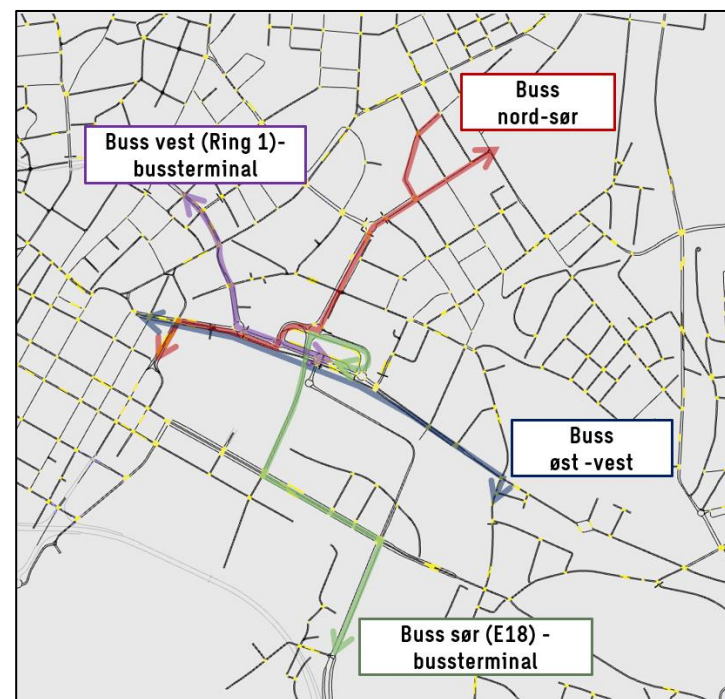 Buss
nord-sør
Buss vest (Ring 1)-
bussterminal
Buss
øst -vest
Buss sør (E18) -
bussterminal